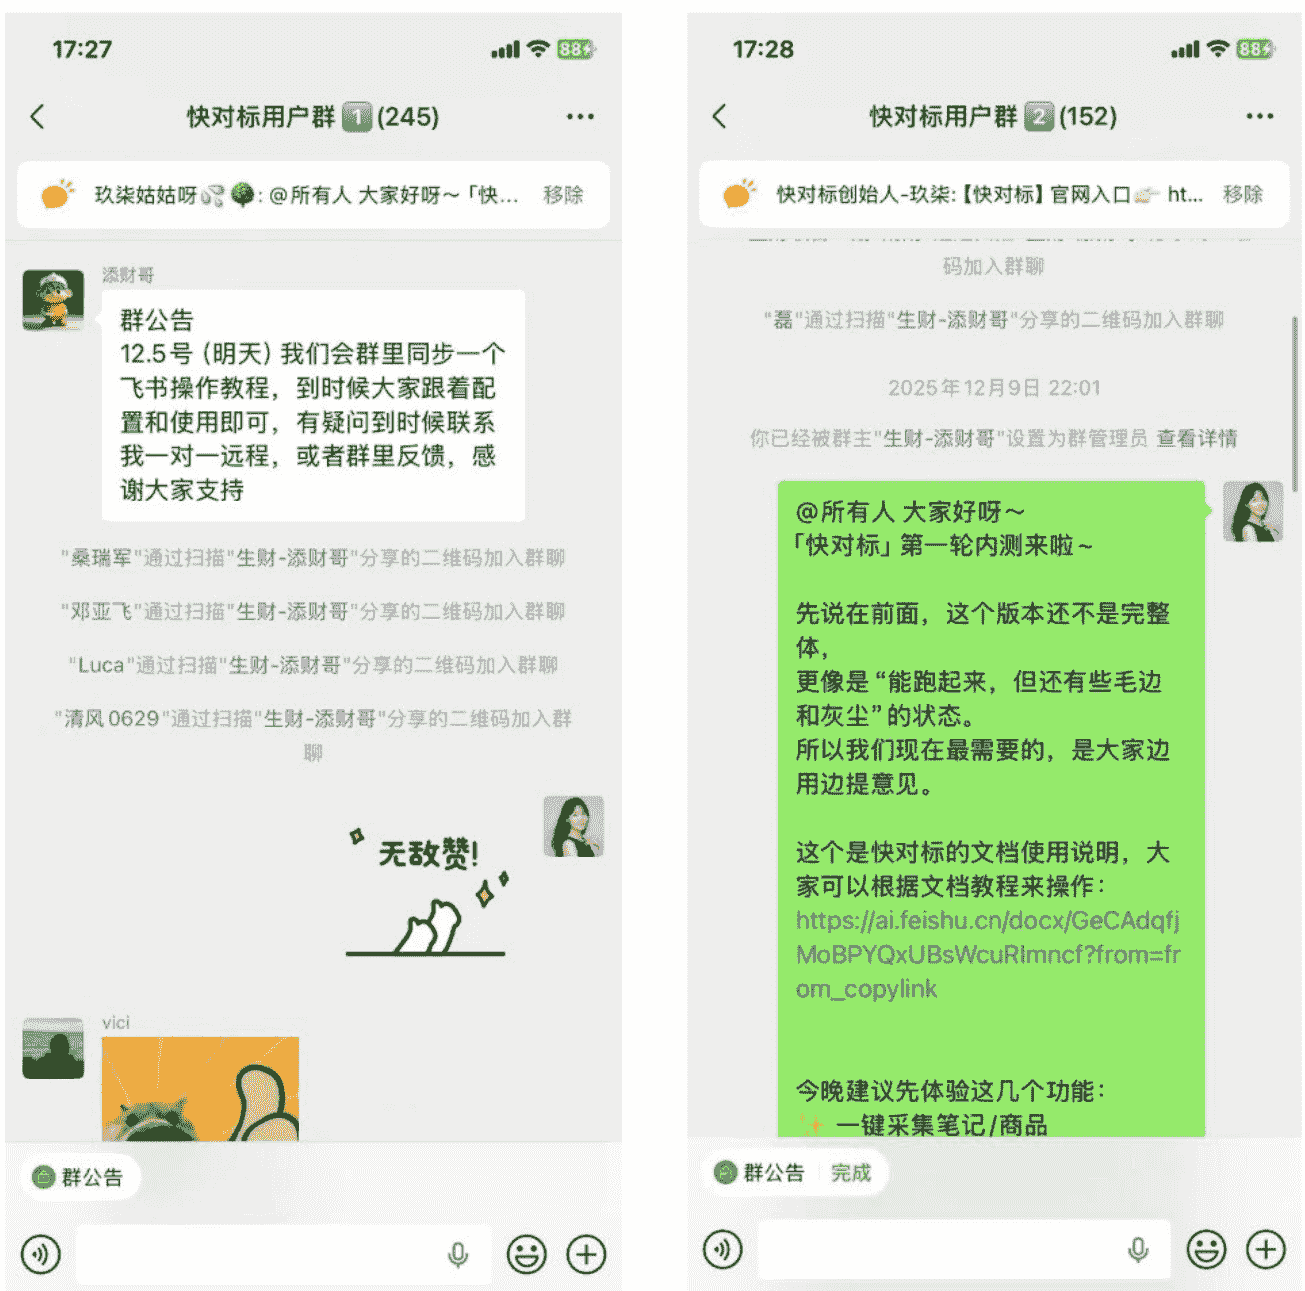 17:27
88
快对标用户群 1 (245)
玖柒姑姑呀💦🌳: @所有人 大家好呀～「快... 移除
添财哥
群公告
12.5号（明天）我们会群里同步一个
飞书操作教程，到时候大家跟着配
置和使用即可，有疑问到时候联系
我一对一远程，或者群里反馈，感
谢大家支持
"桑瑞军"通过扫描"生财-添财哥"分享的二维码加入群聊
"邓亚飞"通过扫描"生财-添财哥"分享的二维码加入群聊
"Luca"通过扫描"生财-添财哥"分享的二维码加入群聊
"清风0629"通过扫描"生财-添财哥"分享的二维码加入群
聊
无敌赞!
vici
群公告
17:28
88
快对标用户群 2 (152)
快对标创始人-玖柒:【快对标】官网入口👉 ht... 移除
码加入群聊
"磊"通过扫描"生财-添财哥"分享的二维码加入群聊
2025年12月9日 22:01
你已经被群主"生财-添财哥"设置为群管理员 查看详情
@所有人 大家好呀～
「快对标」第一轮内测来啦~
先说在前面，这个版本还不是完整
体，
更像是“能跑起来，但还有些毛边
和灰尘”的状态。
所以我们现在最需要的，是大家边
用边提意见。
这个是快对标的文档使用说明，大
家可以根据文档教程来操作：
https://ai.feishu.cn/docx/GeCAdqfj
MoBPYQxUBsWcuRlmncf?from=fr
om_copylink
今晚建议先体验这几个功能：
✨ 一键采集笔记/商品
群公告 完成